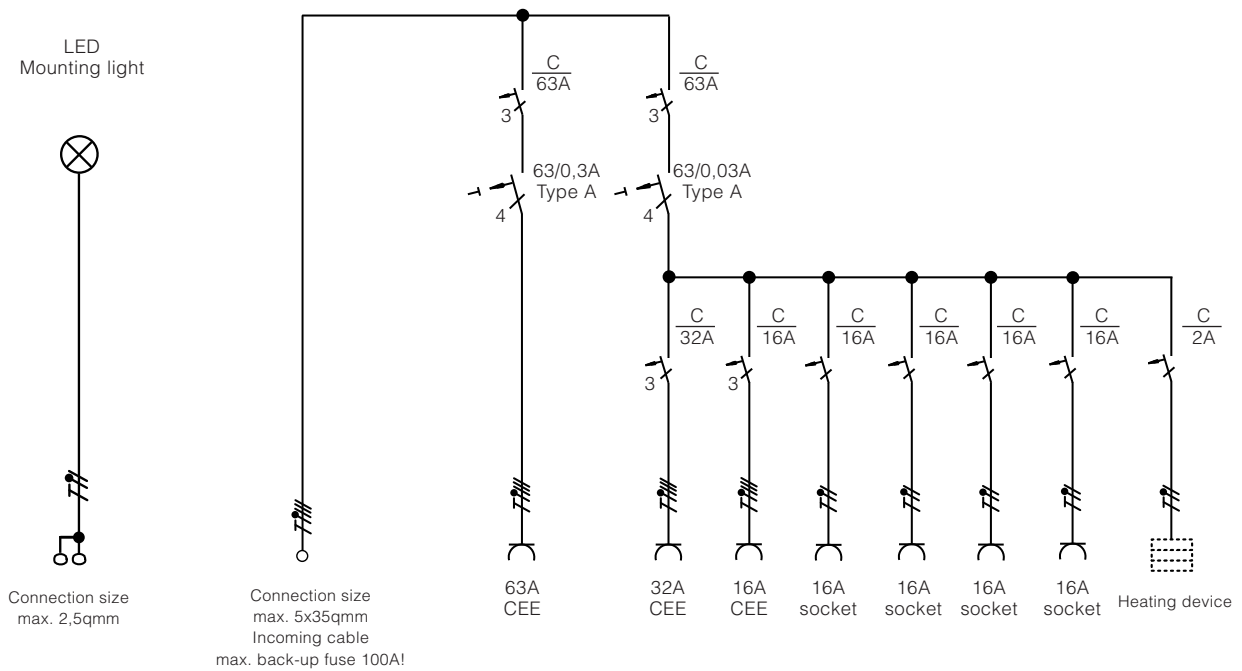 LED
Mounting light
C
63A
3
C
63A
3
63/0,3A
Type A
4
63/0,03A
Type A
4
C
32A
3
C
16A
3
C
16A
C
16A
C
16A
C
16A
C
2A
Connection size
max. 2,5qmm
Connection size
max. 5x35qmm
Incoming cable
max. back-up fuse 100A!
63A
CEE
32A
CEE
16A
CEE
16A
socket
16A
socket
16A
socket
16A
socket
Heating device